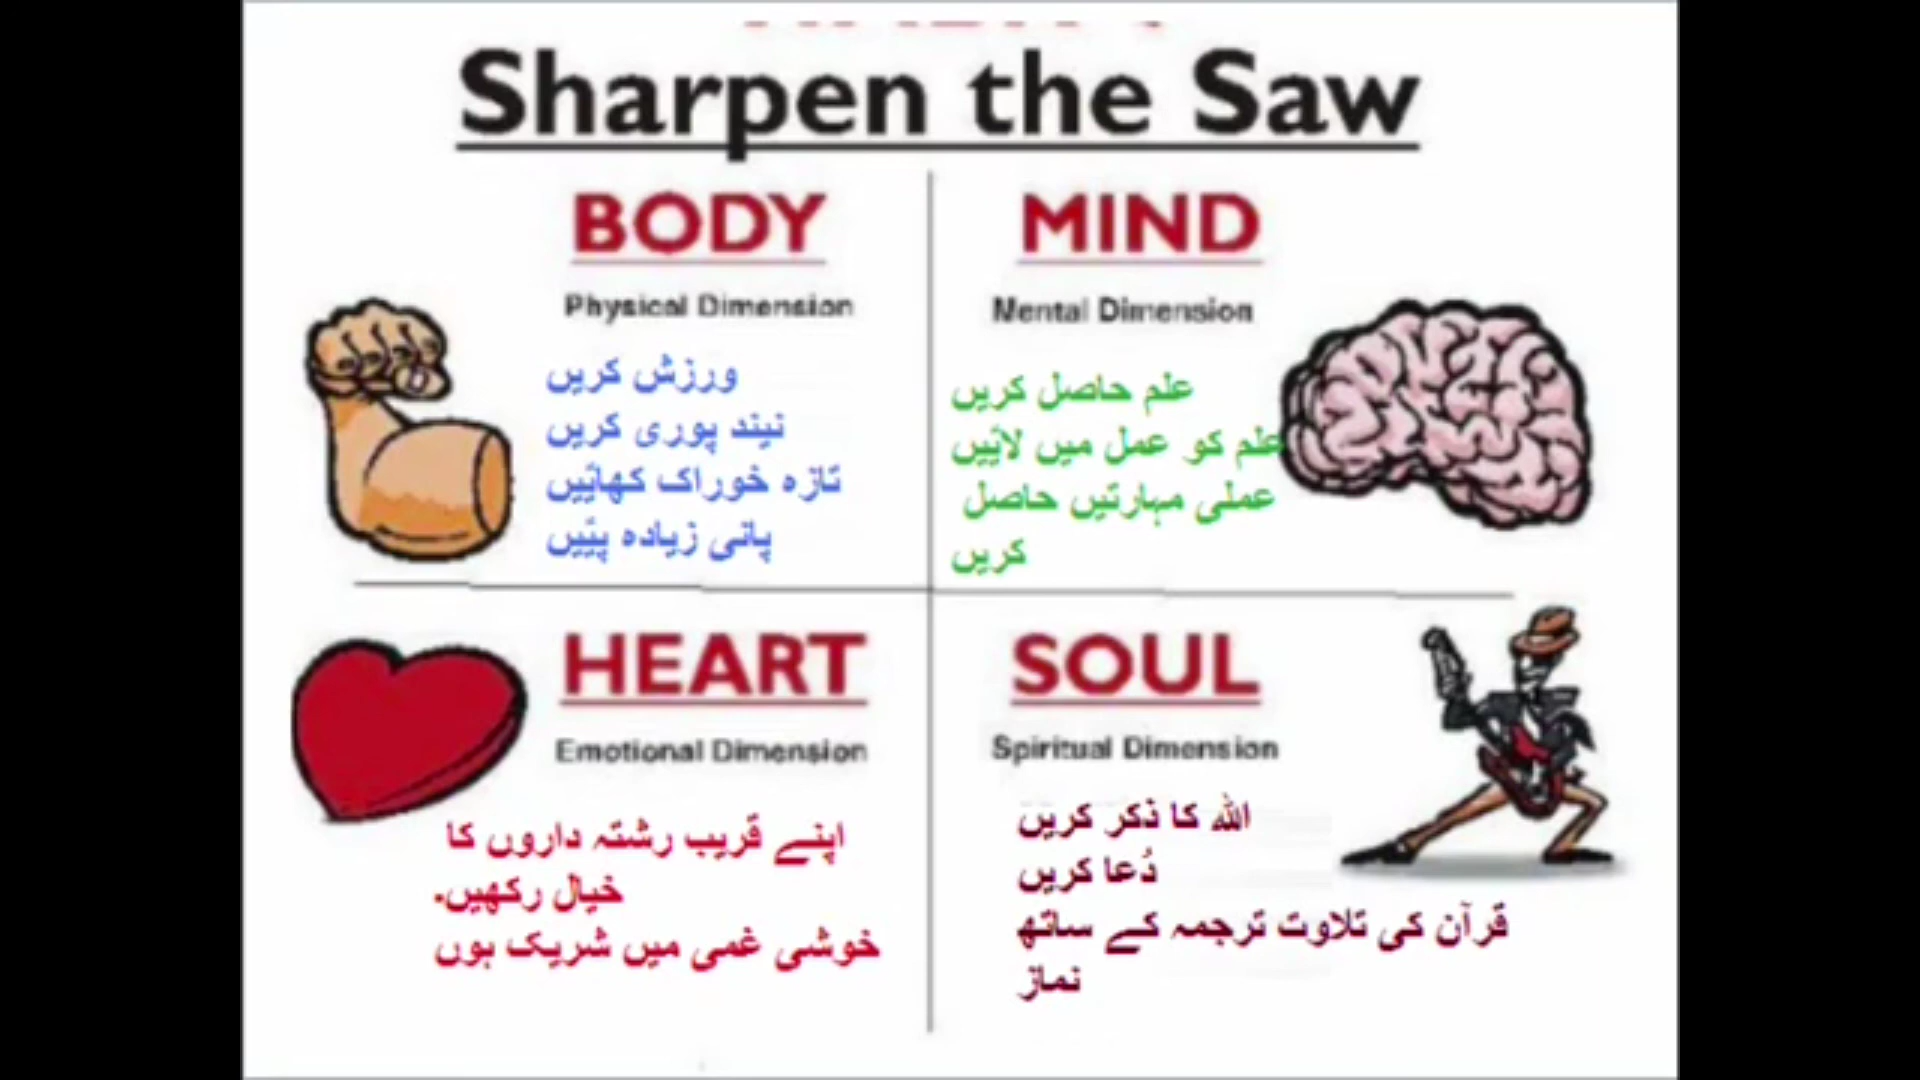 Sharpen the Saw
BODY
Physical Dimension
ورزش کریں
نیند پوری کریں
تازہ خوراک کھائیں
پانی زیادہ پئیں
MIND
Mental Dimension
علم حاصل کریں
علم کو عمل میں لائیں
عملی مہارتیں حاصل
کریں
HEART
Emotional Dimension
اپنے قریب رشتہ داروں کا
خیال رکھیں۔
خوشی غمی میں شریک ہوں
SOUL
Spiritual Dimension
اللہ کا ذکر کریں
دُعا کریں
قرآن کی تلاوت ترجمہ کے ساتھ
نماز